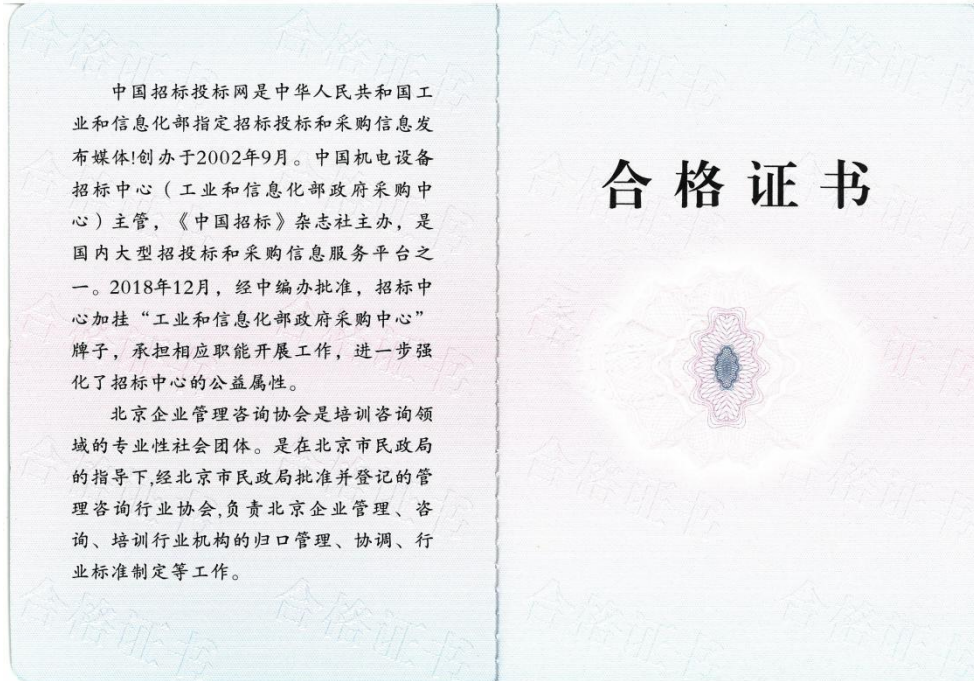 中国招标投标网是中华人民共和国工
业和信息化部指定招标投标和采购信息发
布媒体!创办于2002年9月。中国机电设备
招标中心（工业和信息化部政府采购中
心）主管，《中国招标》杂志社主办，是
国内大型招投标和采购信息服务平台之
一。2018年12月，经中编办批准，招标中
心加挂“工业和信息化部政府采购中心”
牌子，承担相应职能开展工作，进一步强
化了招标中心的公益属性。
北京企业管理咨询协会是培训咨询领
域的专业性社会团体。是在北京市民政局
的指导下,经北京市民政局批准并登记的管
理咨询行业协会,负责北京企业管理、咨
询、培训行业机构的归口管理、协调、行
业标准制定等工作。
合格证书